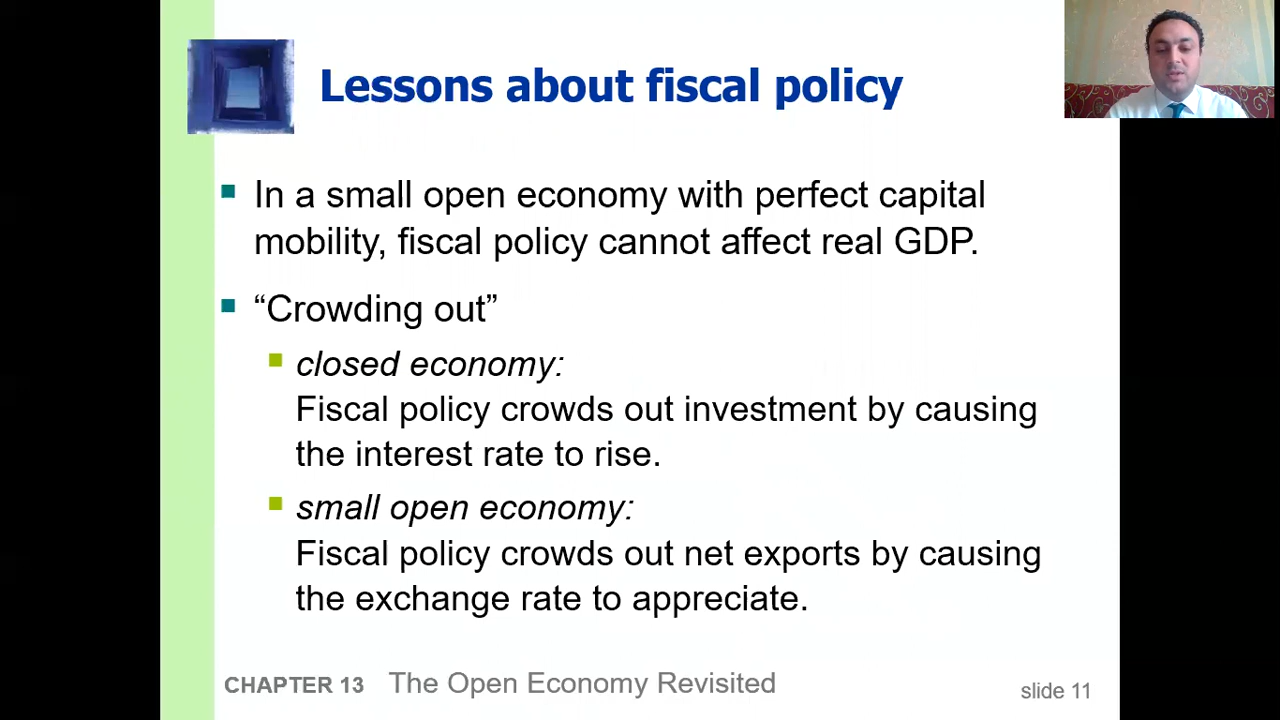 Lessons about fiscal policy
In a small open economy with perfect capital
mobility, fiscal policy cannot affect real GDP.
“Crowding out”
closed economy:
Fiscal policy crowds out investment by causing
the interest rate to rise.
small open economy:
Fiscal policy crowds out net exports by causing
the exchange rate to appreciate.
CHAPTER 13 The Open Economy Revisited
slide 11